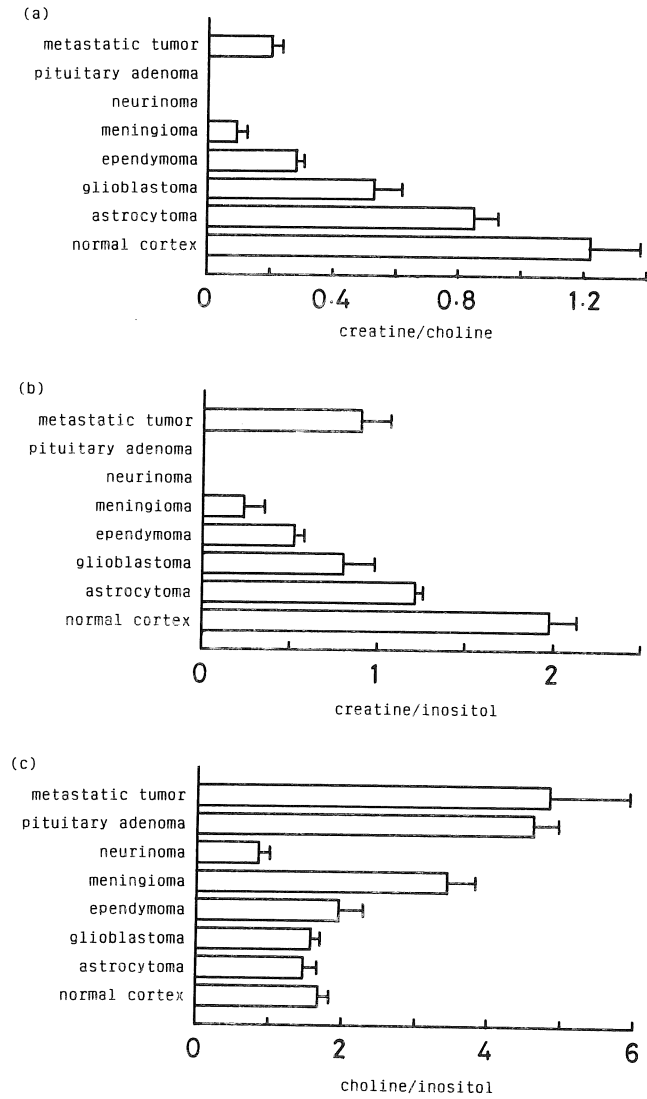 (a)
metastatic tumor
pituitary adenoma
neurinoma
meningioma
ependymoma
glioblastoma
astrocytoma
normal cortex
0 0.4 0.8 1.2
creatine/choline
(b)
metastatic tumor
pituitary adenoma
neurinoma
meningioma
ependymoma
glioblastoma
astrocytoma
normal cortex
0 1 2
creatine/inositol
(c)
metastatic tumor
pituitary adenoma
neurinoma
meningioma
ependymoma
glioblastoma
astrocytoma
normal cortex
0 2 4 6
choline/inositol